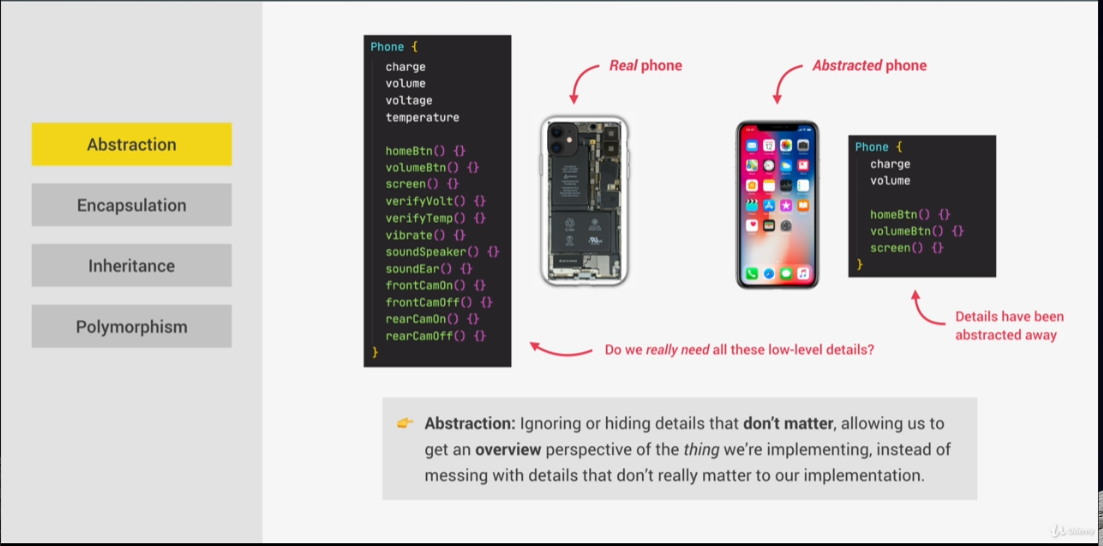 Abstraction
Encapsulation
Inheritance
Polymorphism
Phone {
charge
volume
voltage
temperature
homeBtn() {}
volumeBtn() {}
screen() {}
verifyVolt() {}
verifyTemp() {}
vibrate() {}
soundSpeaker() {}
soundEar() {}
frontCamOn() {}
frontCamOff() {}
rearCamOn() {}
rearCamOff() {}
}
Real phone
Abstracted phone
Phone {
charge
volume
homeBtn() {}
volumeBtn() {}
screen() {}
}
Details have been
abstracted away
Do we really need all these low-level details?
👉 Abstraction: Ignoring or hiding details that don’t matter, allowing us to
get an overview perspective of the thing we’re implementing, instead of
messing with details that don’t really matter to our implementation.
Udemy